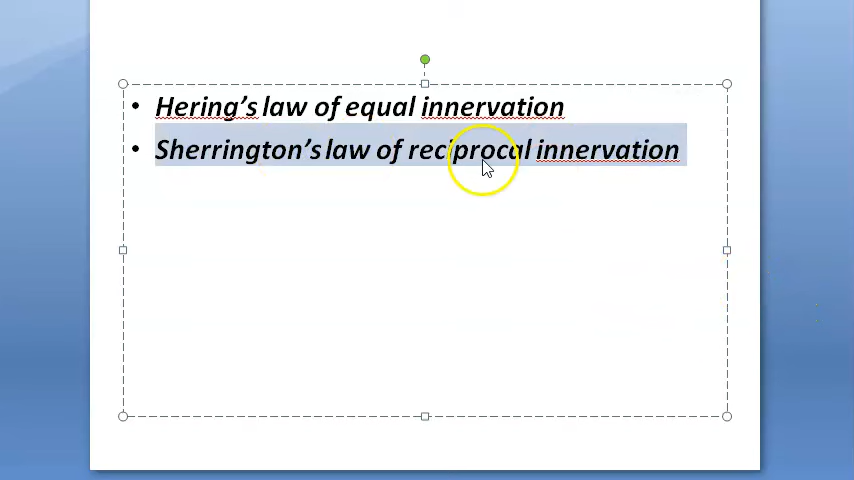 • Hering's law of equal innervation
• Sherrington's law of reciprocal innervation